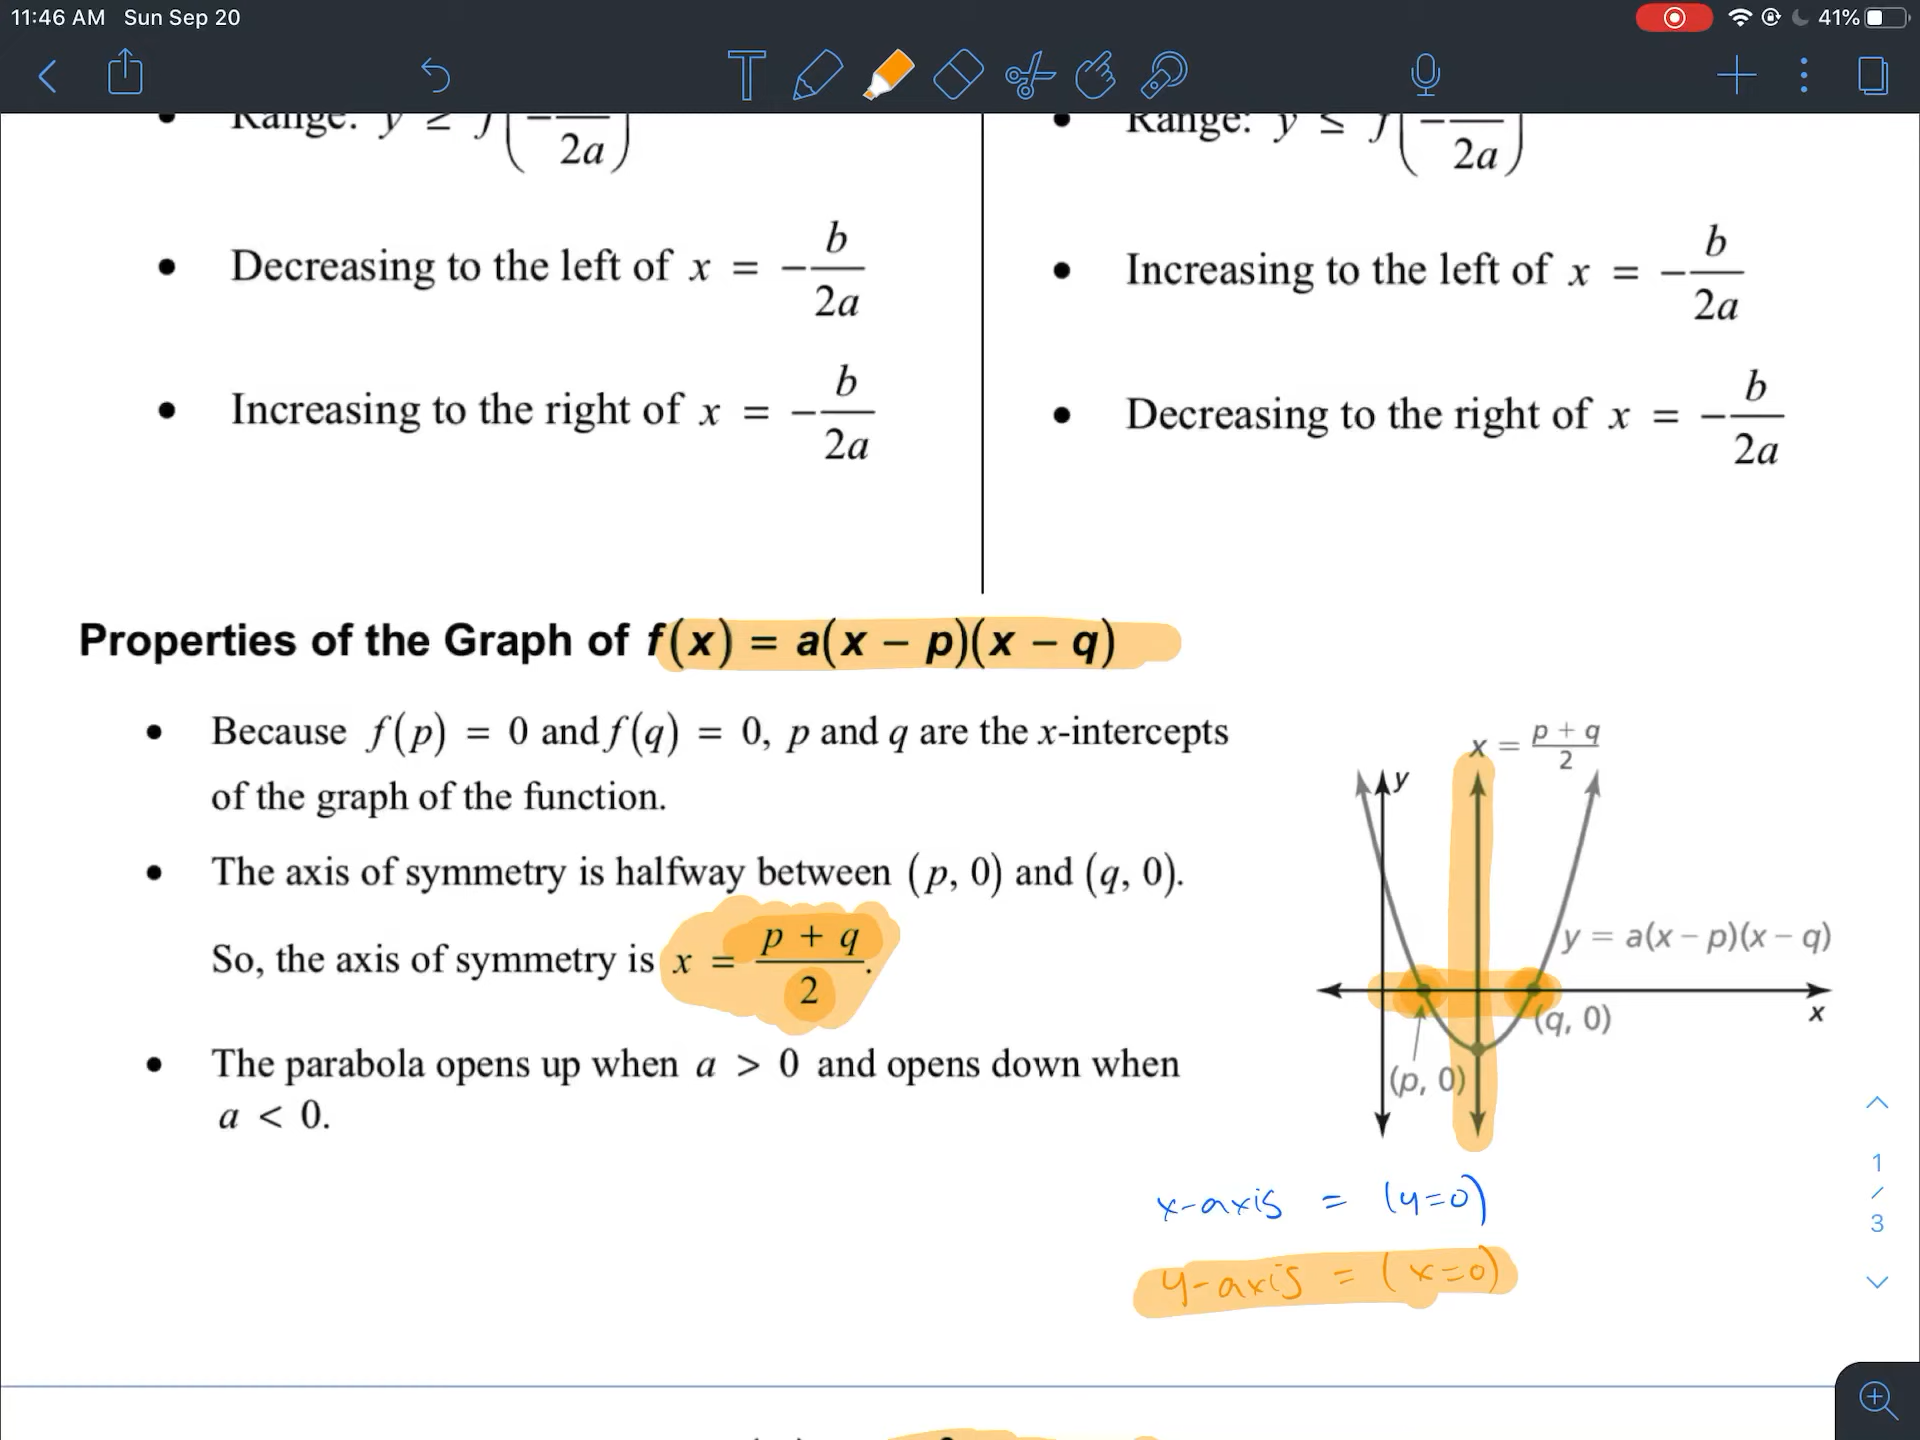 11:46 AM Sun Sep 20
41%
Range: y ≥ f(− /2a)
Range: y ≤ f(− /2a)
• Decreasing to the left of x = −b/2a
• Increasing to the left of x = −b/2a
• Increasing to the right of x = −b/2a
• Decreasing to the right of x = −b/2a
Properties of the Graph of f(x) = a(x − p)(x − q)
• Because f(p) = 0 and f(q) = 0, p and q are the x-intercepts
of the graph of the function.
• The axis of symmetry is halfway between (p, 0) and (q, 0).
So, the axis of symmetry is x = (p + q)/2.
• The parabola opens up when a > 0 and opens down when
a < 0.
x = (p + q)/2
y
y = a(x − p)(x − q)
x
(q, 0)
(p, 0)
x-axis = (y=0)
y-axis = (x=0)
1
/
3